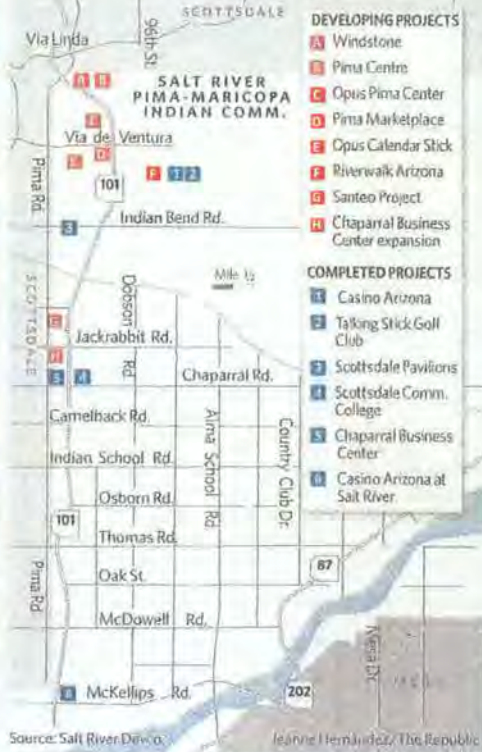 SCOTTSDALE
Via Linda
96th St.
SALT RIVER
PIMA-MARICOPA
INDIAN COMM.
A
B
Via de Ventura
E
D
F
1 2
101
Pima Rd.
Indian Bend Rd.
3
Mile ½
SCOTTSDALE
Dobson Rd
Jackrabbit Rd.
H
5
4
Chaparral Rd.
Camelback Rd.
Alma School Rd
Country Club Dr.
Indian School Rd.
Osborn Rd.
101
Thomas Rd.
87
Oak St.
Pima Rd.
McDowell Rd.
Mesa Dr.
MESA
McKellips Rd.
202
DEVELOPING PROJECTS
A Windstone
B Pima Centre
C Opus Pima Center
D Pima Marketplace
E Opus Calendar Stick
F Riverwalk Arizona
G Santeo Project
H Chaparral Business
Center expansion
COMPLETED PROJECTS
1 Casino Arizona
2 Talking Stick Golf
Club
3 Scottsdale Pavilions
4 Scottsdale Comm.
College
5 Chaparral Business
Center
6 Casino Arizona at
Salt River
Source: Salt River Devco.
Jeanne Hernandez/The Republic